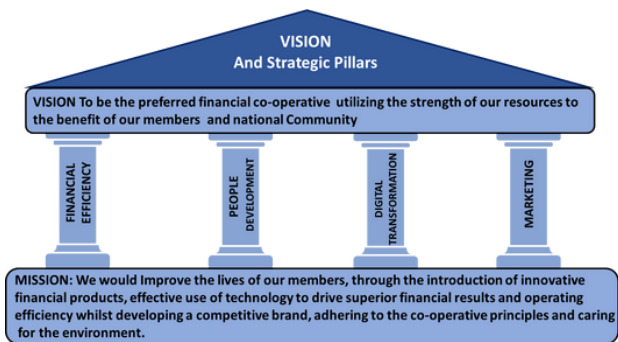 VISION
And Strategic Pillars
VISION To be the preferred financial co-operative utilizing the strength of our resources to
the benefit of our members and national Community
FINANCIAL
EFFICIENCY
PEOPLE
DEVELOPMENT
DIGITAL
TRANSFORMATION
MARKETING
MISSION: We would Improve the lives of our members, through the introduction of innovative
financial products, effective use of technology to drive superior financial results and operating
efficiency whilst developing a competitive brand, adhering to the co-operative principles and caring
for the environment.